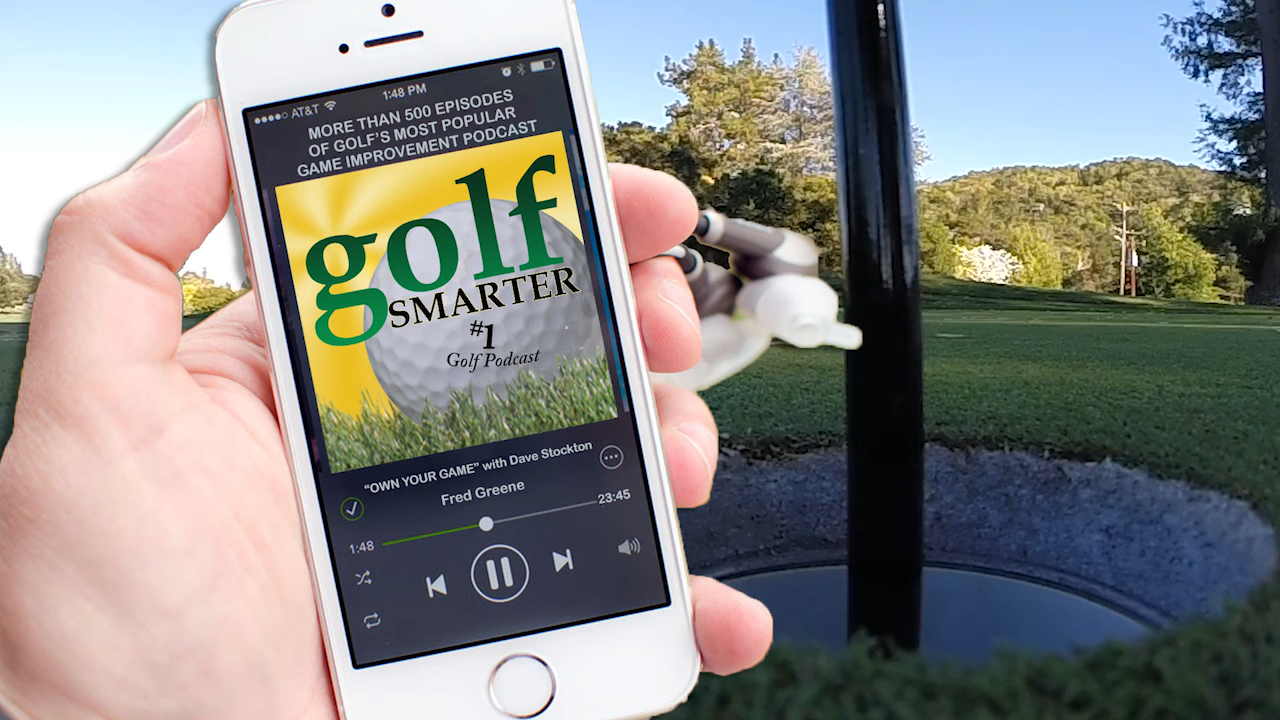 AT&T
1:48 PM
MORE THAN 500 EPISODES
OF GOLF'S MOST POPULAR
GAME IMPROVEMENT PODCAST
golf
SMARTER
#1
Golf Podcast
“OWN YOUR GAME” with Dave Stockton
Fred Greene
1:48
23:45